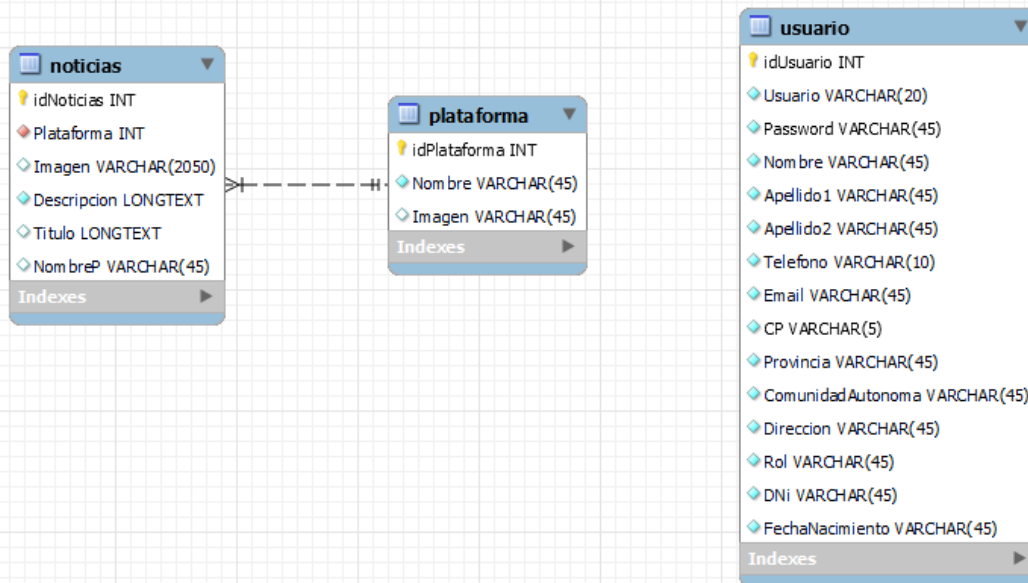 noticias
idNoticias INT
Plataforma INT
Imagen VARCHAR(2050)
Descripcion LONGTEXT
Titulo LONGTEXT
NombreP VARCHAR(45)
Indexes
plataforma
idPlataforma INT
Nombre VARCHAR(45)
Imagen VARCHAR(45)
Indexes
usuario
idUsuario INT
Usuario VARCHAR(20)
Password VARCHAR(45)
Nombre VARCHAR(45)
Apellido1 VARCHAR(45)
Apellido2 VARCHAR(45)
Telefono VARCHAR(10)
Email VARCHAR(45)
CP VARCHAR(5)
Provincia VARCHAR(45)
ComunidadAutonoma VARCHAR(45)
Direccion VARCHAR(45)
Rol VARCHAR(45)
DNi VARCHAR(45)
FechaNacimiento VARCHAR(45)
Indexes